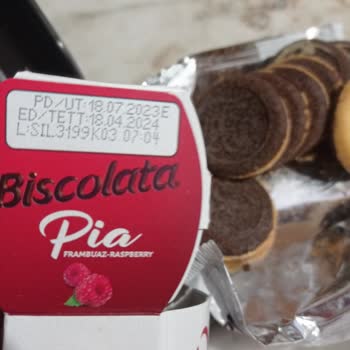 PD/UT:18.07.2023E
ED/TETT:18.04.2024
L:SIL3199K03 07:04
Biscolata
Pia
FRAMBUAZ-RASPBERRY